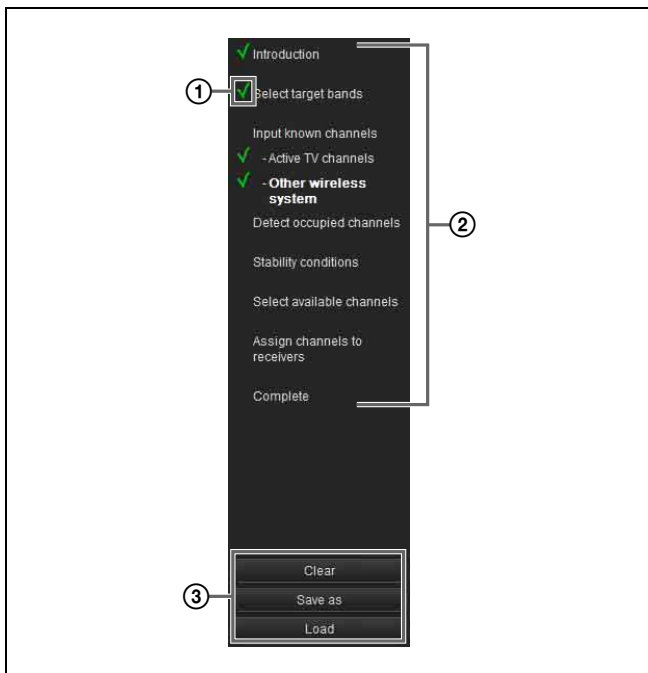 Introduction
① Select target bands
Input known channels
- Active TV channels
- Other wireless
system
Detect occupied channels
②
Stability conditions
Select available channels
Assign channels to
receivers
Complete
Clear
③ Save as
Load